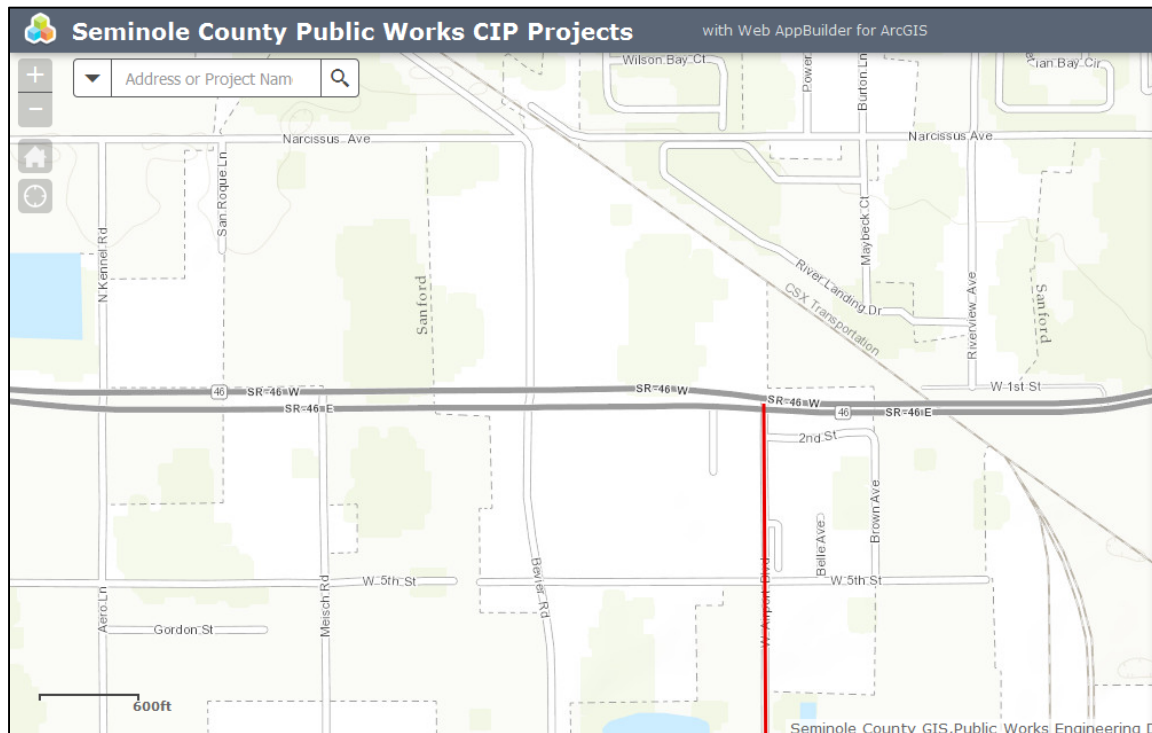 Seminole County Public Works CIP Projects
with Web AppBuilder for ArcGIS
+
Address or Project Nam
−
Wilson Bay Ct
Power
Burton Ln
ian Bay Cir
Narcissus Ave
Narcissus Ave
San Roque Ln
N Kennel Rd
Sanford
Maybeck Ct
River Landing Dr
CSX Transportation
Riverview Ave
Sanford
W 1st St
46
SR-46 W
SR-46 W
SR-46 W
SR-46 E
46
SR-46 E
2nd St
Brown Ave
Belle Ave
W 5th St
W 5th St
Bevier Rd
W Airport Blvd
Meisch Rd
Aero Ln
Gordon St
600ft
Seminole County GIS,Public Works Engineering D